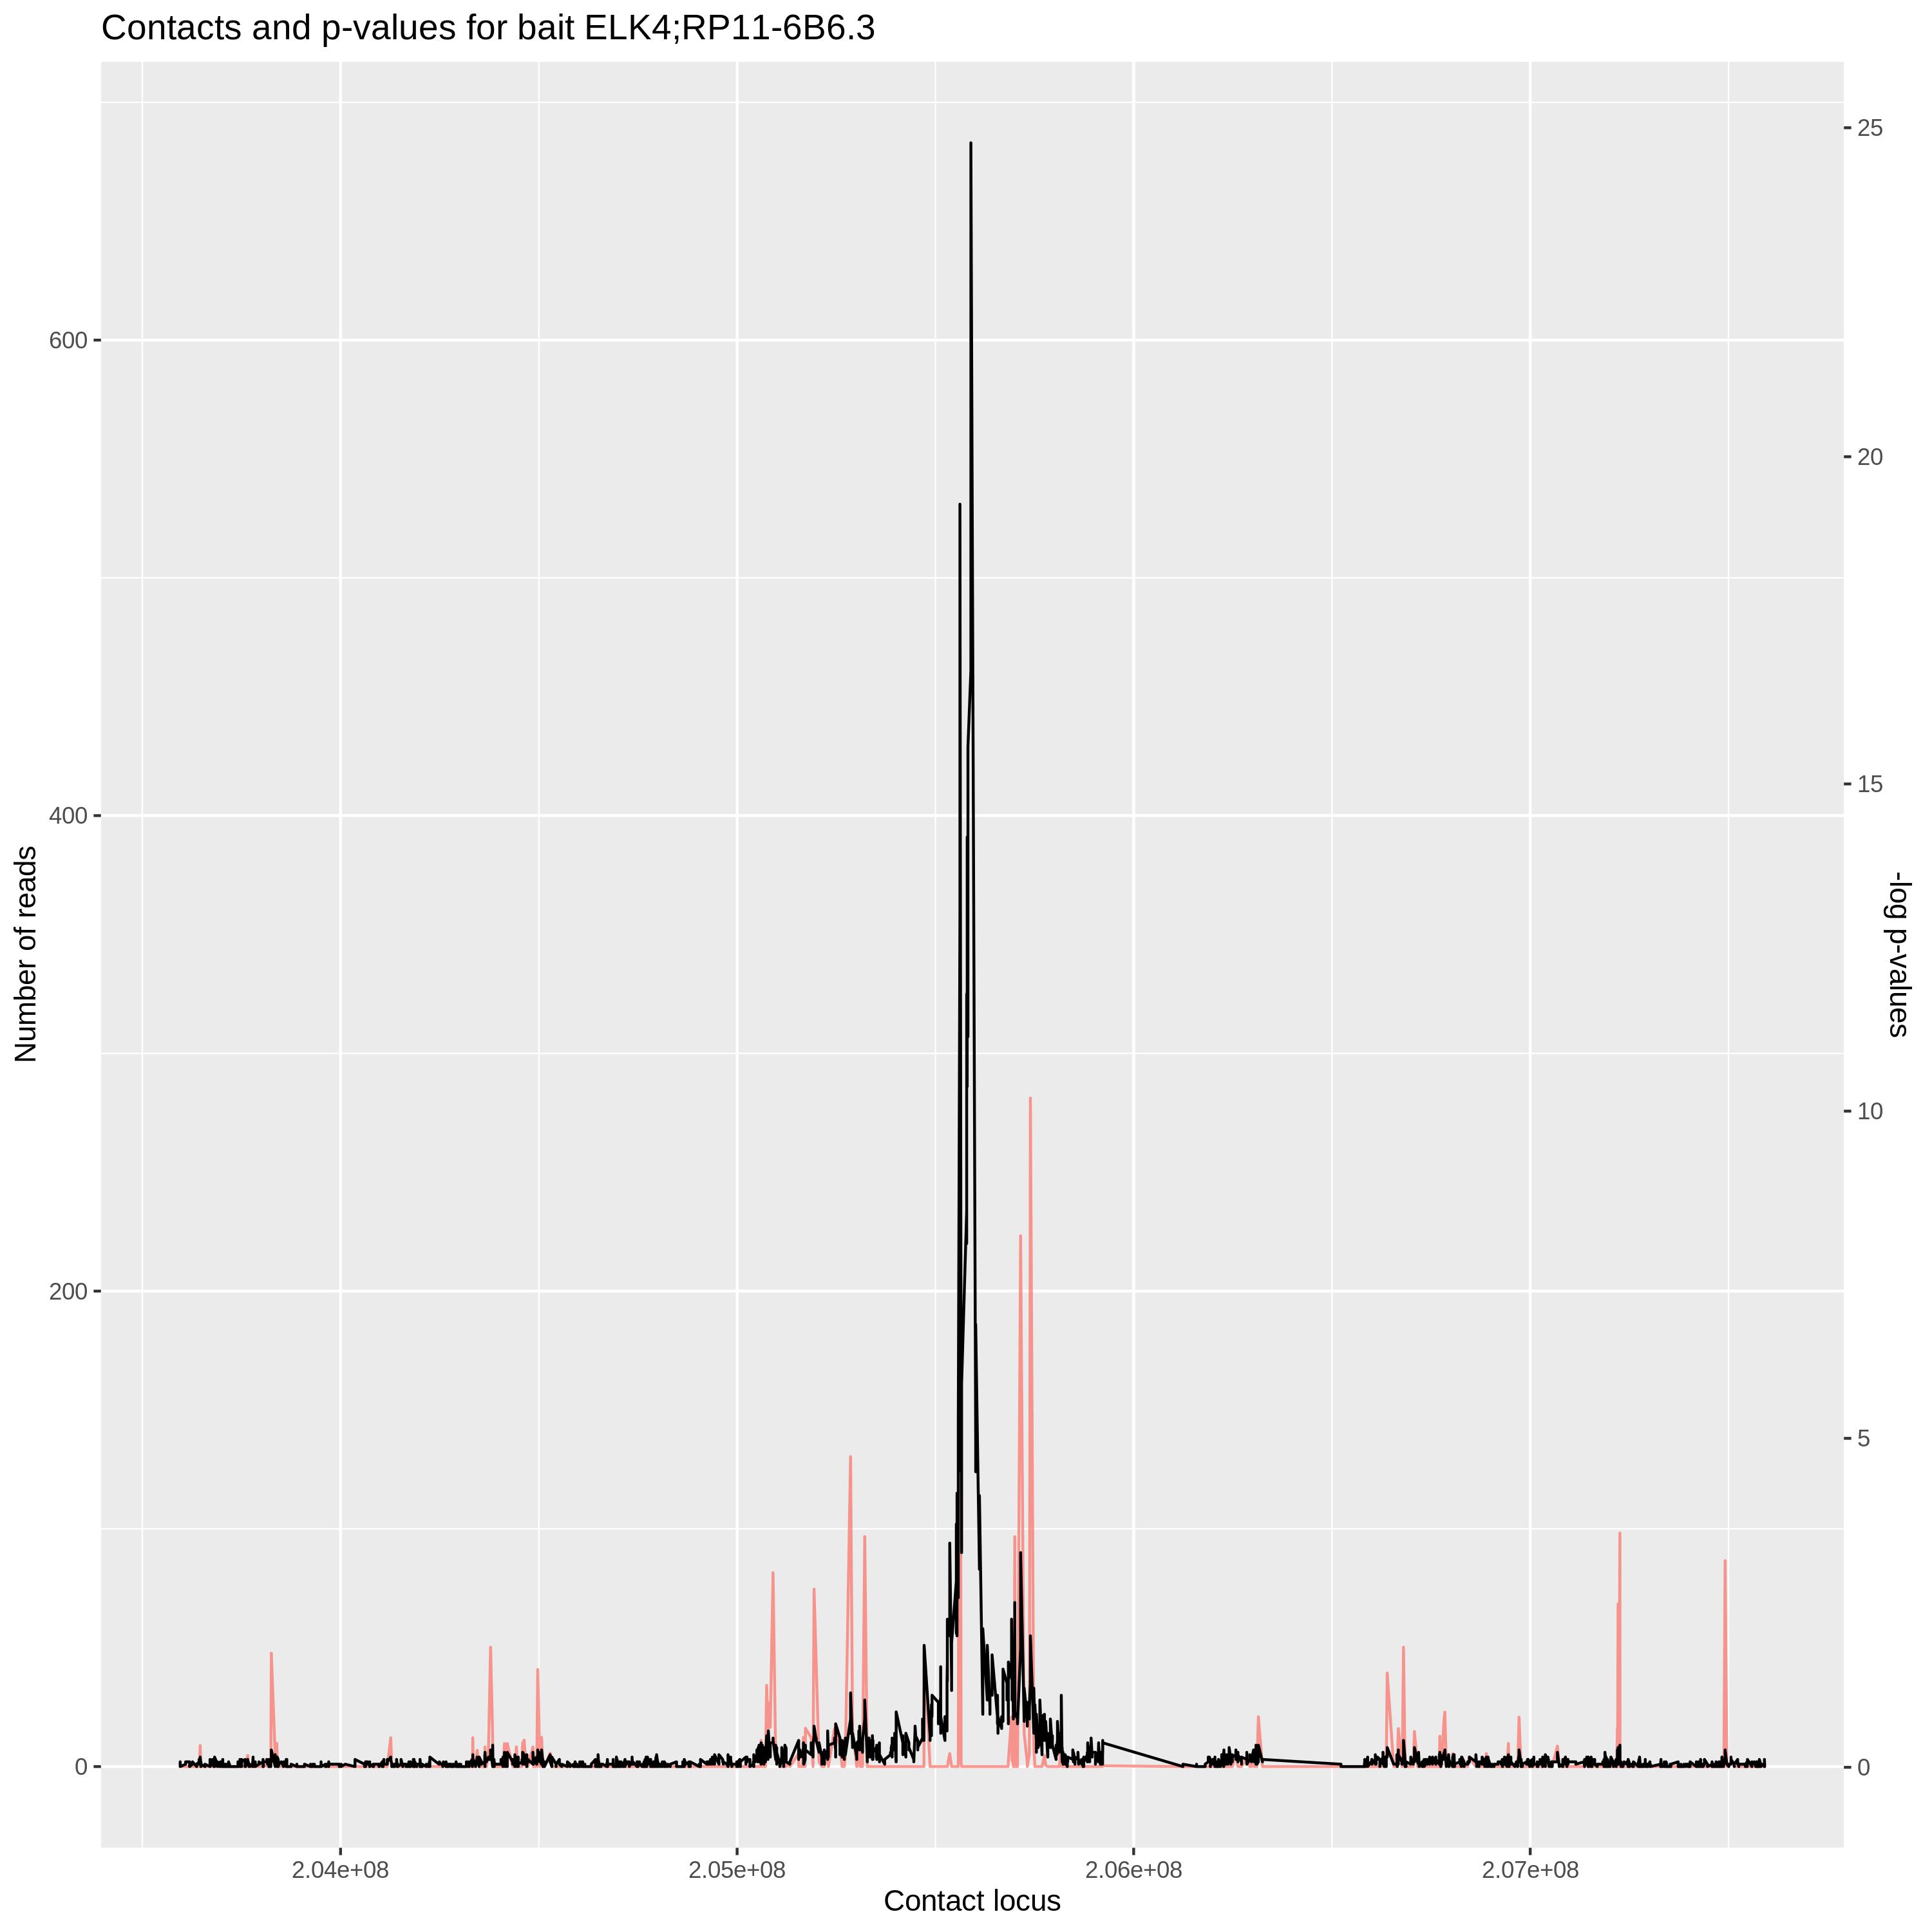 Contacts and p-values for bait ELK4;RP11-6B6.3
Number of reads
600
400
200
0
25
20
15
10
5
0
-log p-values
2.04e+08
2.05e+08
2.06e+08
2.07e+08
Contact locus